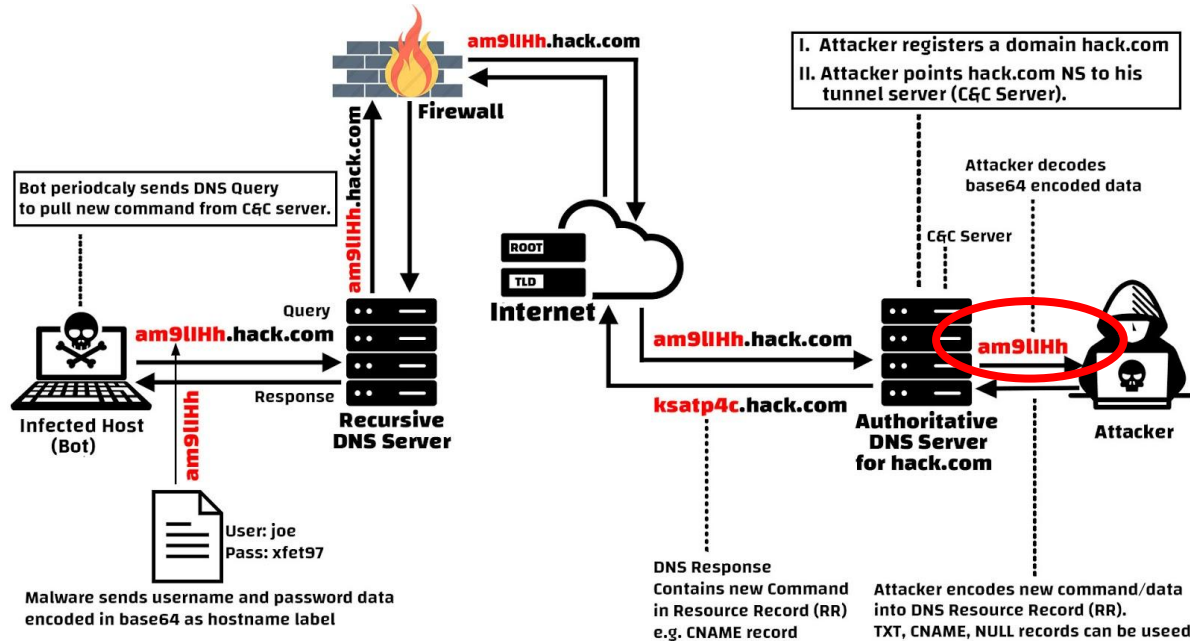 am9lIHh.hack.com
Firewall
am9lIHh.hack.com
I. Attacker registers a domain hack.com
II. Attacker points hack.com NS to his
tunnel server (C&C Server).
Attacker decodes
base64 encoded data
C&C Server
Bot periodcaly sends DNS Query
to pull new command from C&C server.
ROOT
TLD
Internet
Query
am9lIHh.hack.com
Response
Infected Host
(Bot)
am9lIHh
Recursive
DNS Server
am9lIHh.hack.com
ksatp4c.hack.com
am9lIHh
Authoritative
DNS Server
for hack.com
Attacker
User: joe
Pass: xfet97
Malware sends username and password data
encoded in base64 as hostname label
DNS Response
Contains new Command
in Resource Record (RR)
e.g. CNAME record
Attacker encodes new command/data
into DNS Resource Record (RR).
TXT, CNAME, NULL records can be useed